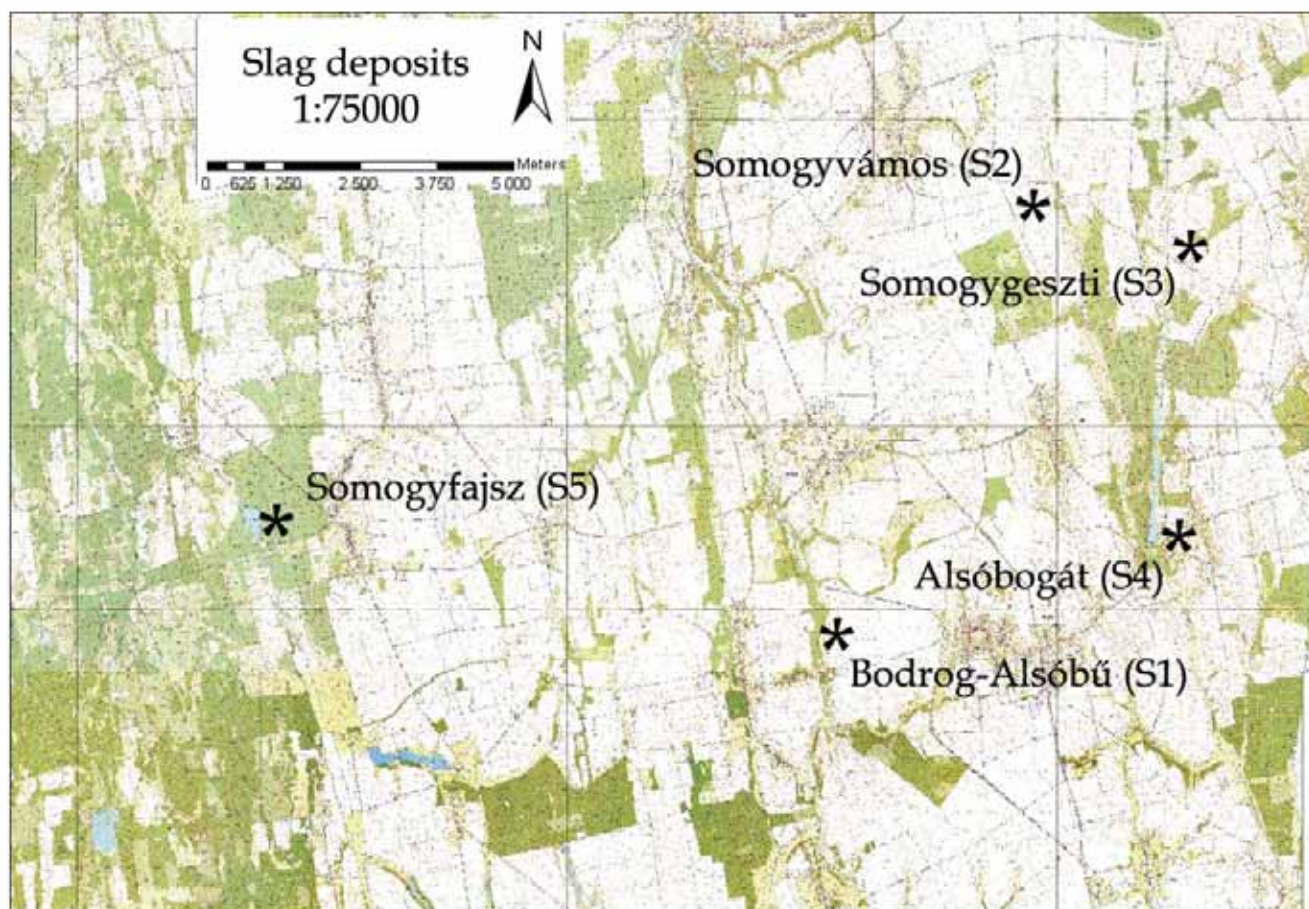 Slag deposits
1:75000
N
Meters
0 625 1 250 2 500 3 750 5 000
Somogyvámos (S2)
Somogygeszti (S3)
Somogyfajsz (S5)
Alsóbogát (S4)
Bodrog-Alsóbű (S1)